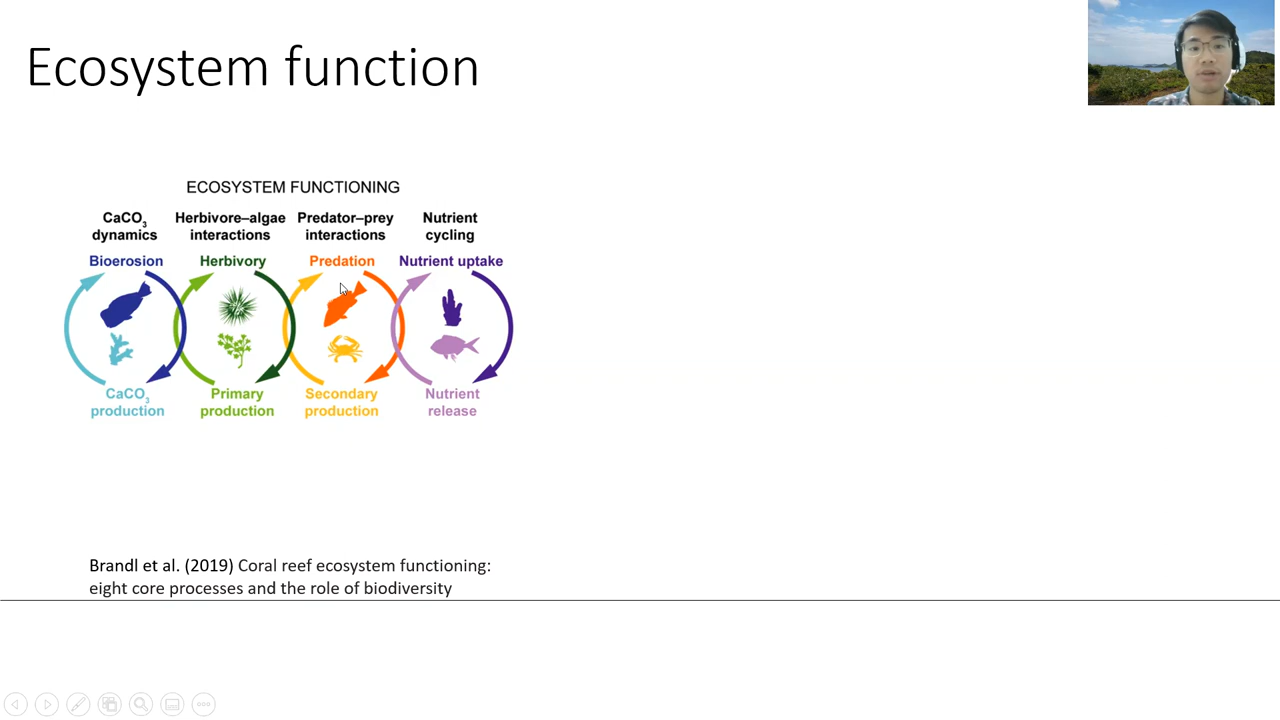 Ecosystem function
ECOSYSTEM FUNCTIONING
CaCO₃ dynamics
Herbivore–algae interactions
Predator–prey interactions
Nutrient cycling
Bioerosion
Herbivory
Predation
Nutrient uptake
CaCO₃ production
Primary production
Secondary production
Nutrient release
Brandl et al. (2019) Coral reef ecosystem functioning:
eight core processes and the role of biodiversity